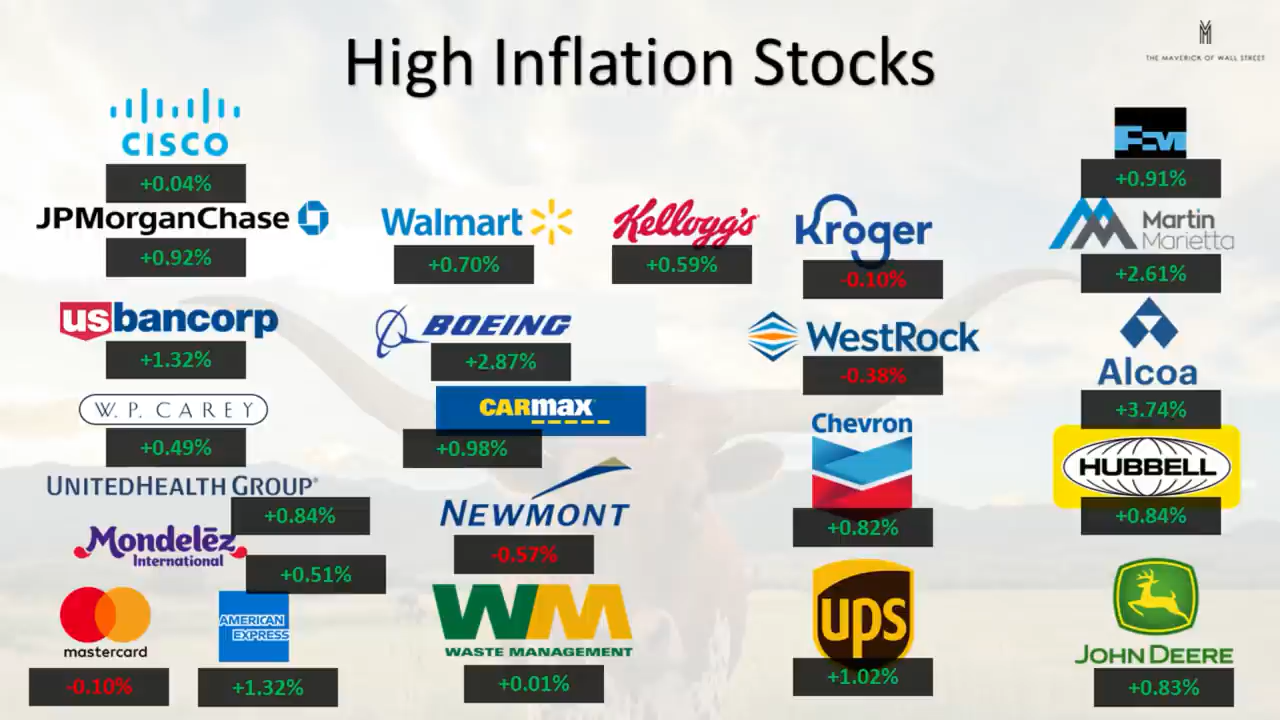 High Inflation Stocks
THE MAVERICK OF WALL STREET
CISCO
+0.04%
JPMorganChase
+0.92%
usbancorp
+1.32%
W. P. CAREY
+0.49%
UNITEDHEALTH GROUP®
+0.84%
Mondelēz
International
+0.51%
mastercard
-0.10%
AMERICAN
EXPRESS
+1.32%
Walmart
+0.70%
Kellogg's
+0.59%
BOEING
+2.87%
CARMAX
+0.98%
NEWMONT
-0.57%
WM
WASTE MANAGEMENT
+0.01%
Kroger
-0.10%
WestRock
-0.38%
Chevron
+0.82%
ups
+1.02%
FM
+0.91%
Martin
Marietta
+2.61%
Alcoa
+3.74%
HUBBELL
+0.84%
JOHN DEERE
+0.83%